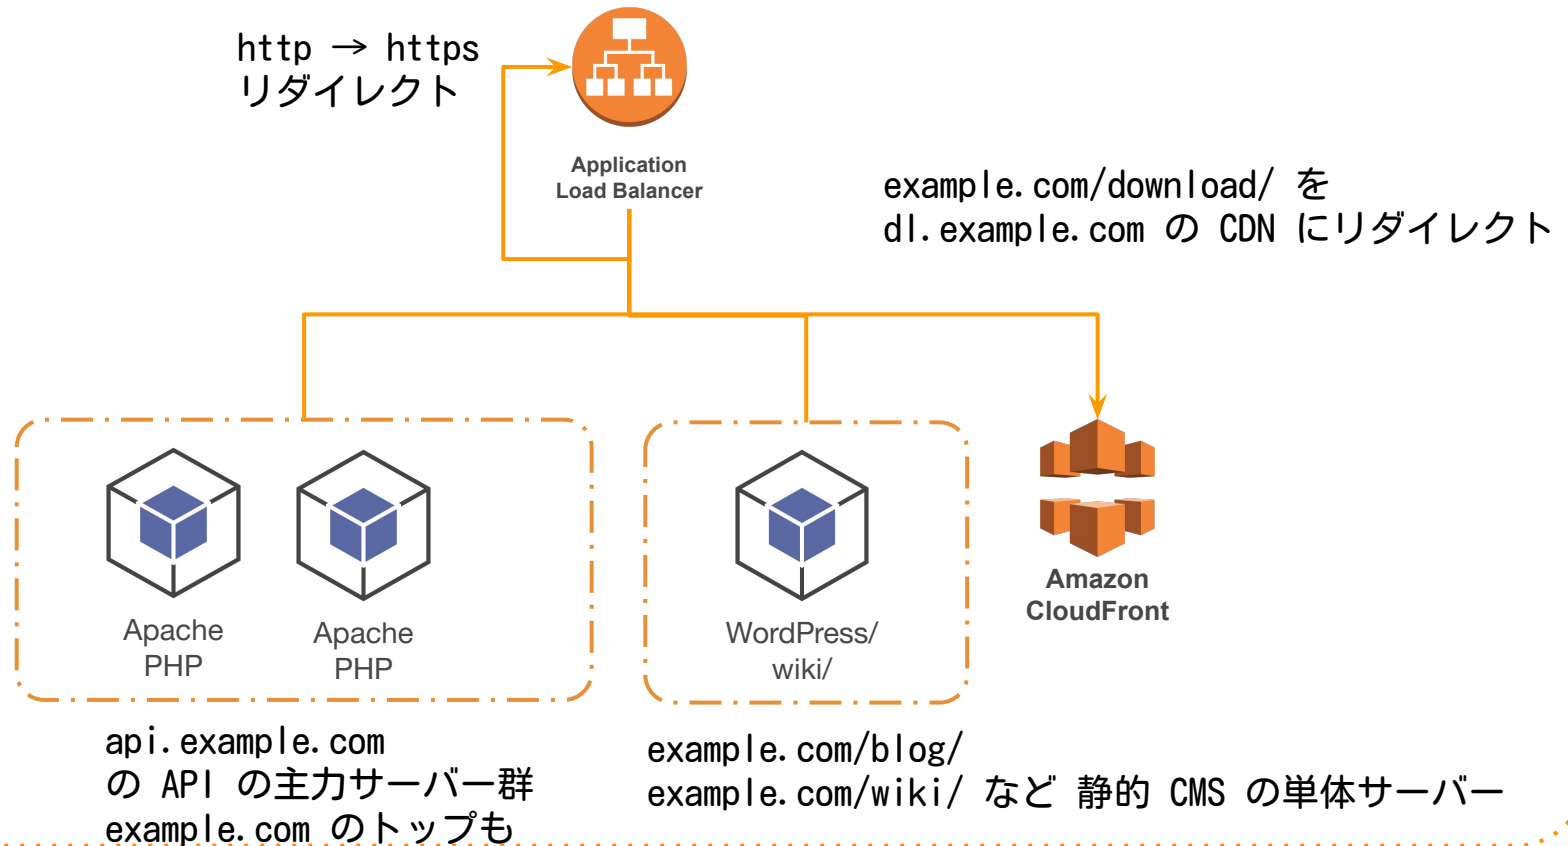 http → https
リダイレクト
Application
Load Balancer
example.com/download/ を
dl.example.com の CDN にリダイレクト
Apache
PHP
Apache
PHP
WordPress/
wiki/
Amazon
CloudFront
api.example.com
の API の主力サーバー群
example.com のトップも
example.com/blog/
example.com/wiki/ など 静的 CMS の単体サーバー